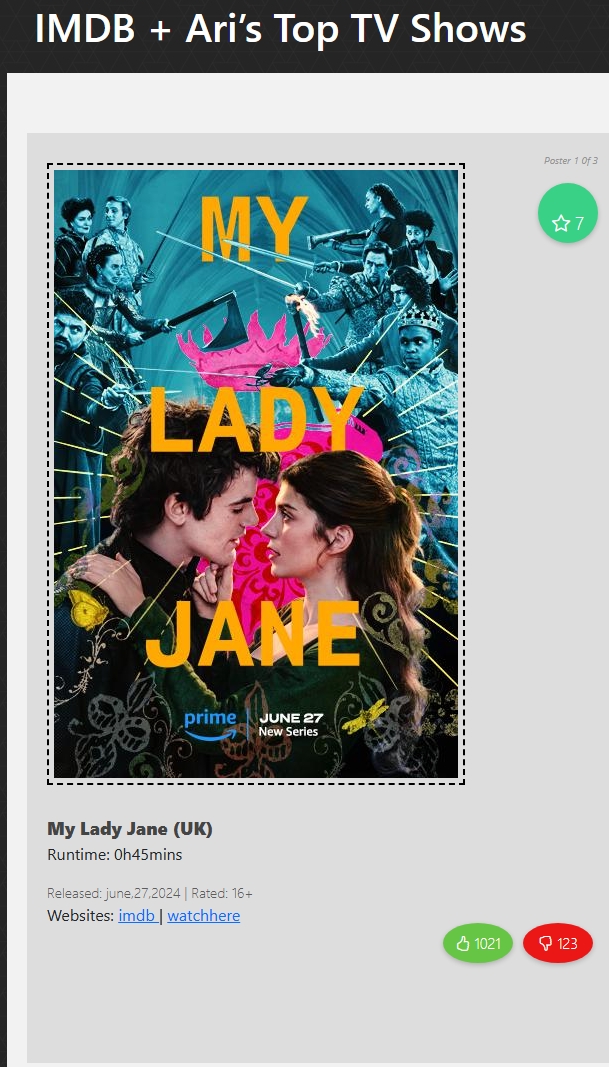 IMDB + Ari’s Top TV Shows
Poster 1 Of 3
7
MY
LADY
JANE
prime
JUNE 27
New Series
My Lady Jane (UK)
Runtime: 0h45mins
Released: june,27,2024 | Rated: 16+
Websites: imdb | watchhere
1021
123